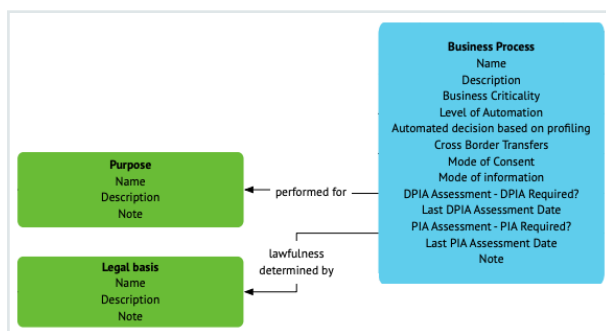 Business Process
Name
Description
Business Criticality
Level of Automation
Automated decision based on profiling
Cross Border Transfers
Mode of Consent
Mode of information
DPIA Assessment - DPIA Required?
Last DPIA Assessment Date
PIA Assessment - PIA Required?
Last PIA Assessment Date
Note
Purpose
Name
Description
Note
performed for
lawfulness
determined by
Legal basis
Name
Description
Note